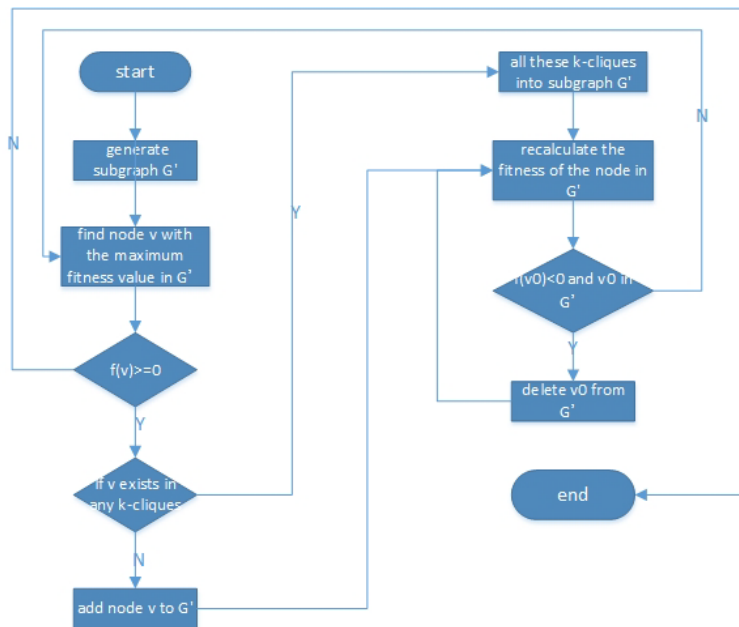 start
generate
subgraph G'
find node v with
the maximum
fitness value in G'
f(v)>=0
N
Y
if v exists in
any k-cliques
Y
N
add node v to G'
all these k-cliques
into subgraph G'
recalculate the
fitness of the node in
G'
f(v0)<0 and v0 in
G'
N
Y
delete v0 from
G'
end